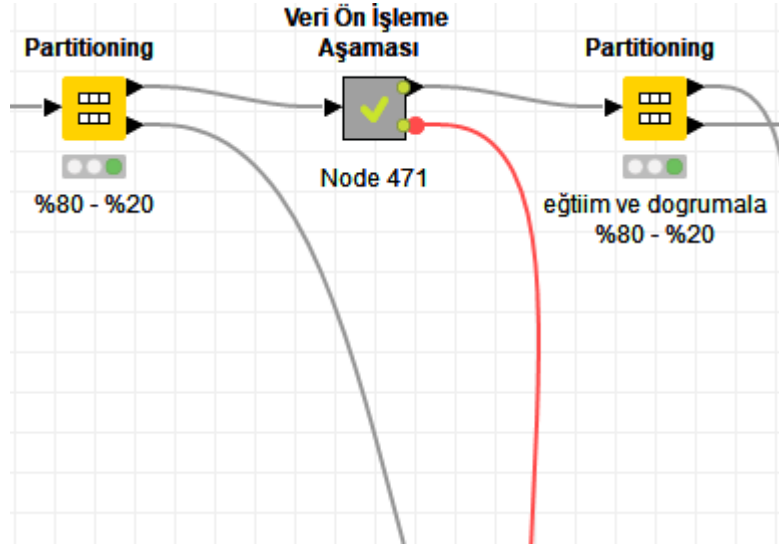 Veri Ön İşleme
Aşaması
Partitioning
Partitioning
Node 471
%80 - %20
eğtiim ve dogrumala
%80 - %20